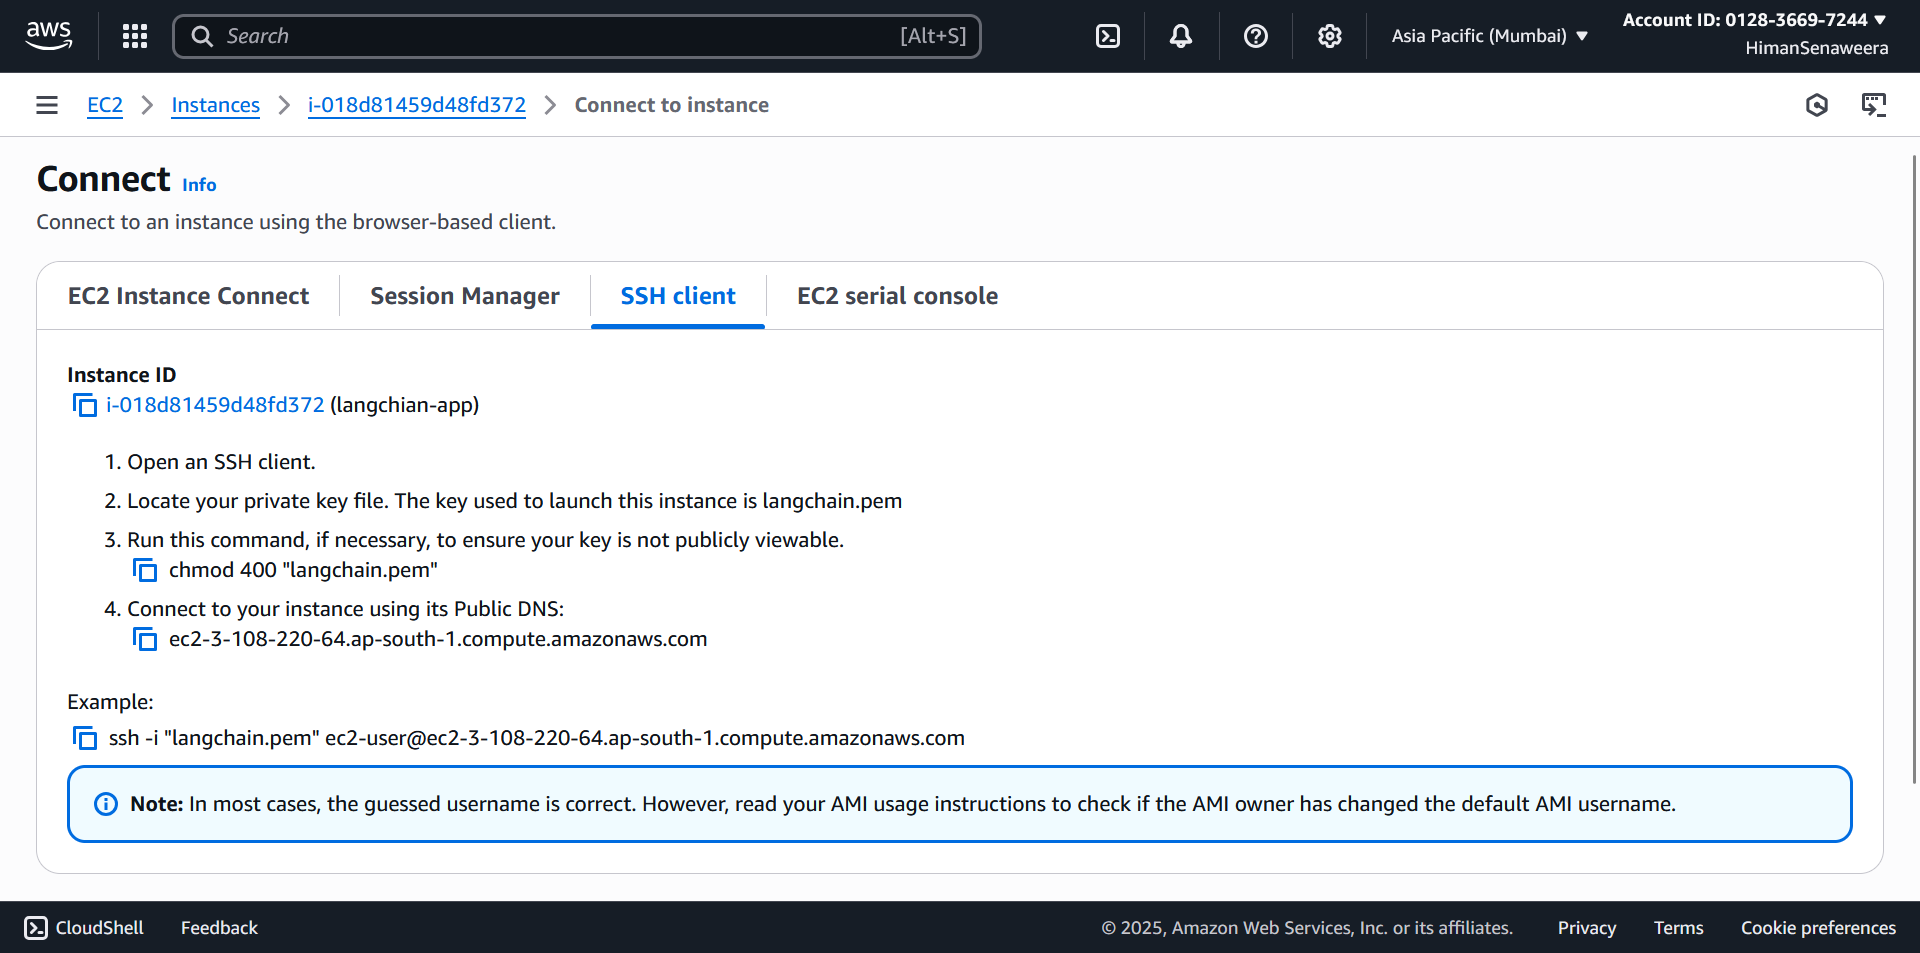 aws
Search [Alt+S]
Asia Pacific (Mumbai)
Account ID: 0128-3669-7244
HimanSenaweera
EC2 Instances i-018d81459d48fd372 Connect to instance
Connect Info
Connect to an instance using the browser-based client.
EC2 Instance Connect Session Manager SSH client EC2 serial console
Instance ID
i-018d81459d48fd372 (langchian-app)
1. Open an SSH client.
2. Locate your private key file. The key used to launch this instance is langchain.pem
3. Run this command, if necessary, to ensure your key is not publicly viewable.
chmod 400 "langchain.pem"
4. Connect to your instance using its Public DNS:
ec2-3-108-220-64.ap-south-1.compute.amazonaws.com
Example:
ssh -i "langchain.pem" ec2-user@ec2-3-108-220-64.ap-south-1.compute.amazonaws.com
Note: In most cases, the guessed username is correct. However, read your AMI usage instructions to check if the AMI owner has changed the default AMI username.
CloudShell Feedback © 2025, Amazon Web Services, Inc. or its affiliates. Privacy Terms Cookie preferences